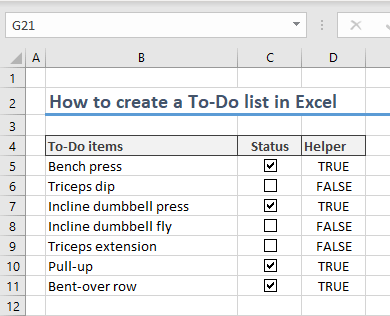 G21
A B C D
1
2 How to create a To-Do list in Excel
3
4 To-Do items Status Helper
5 Bench press TRUE
6 Triceps dip FALSE
7 Incline dumbbell press TRUE
8 Incline dumbbell fly FALSE
9 Triceps extension FALSE
10 Pull-up TRUE
11 Bent-over row TRUE
12